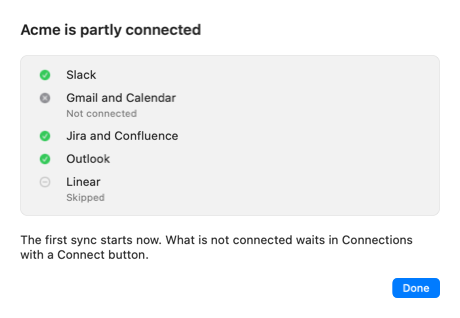 Acme is partly connected
Slack
Gmail and Calendar
Not connected
Jira and Confluence
Outlook
Linear
Skipped
The first sync starts now. What is not connected waits in Connections
with a Connect button.
Done